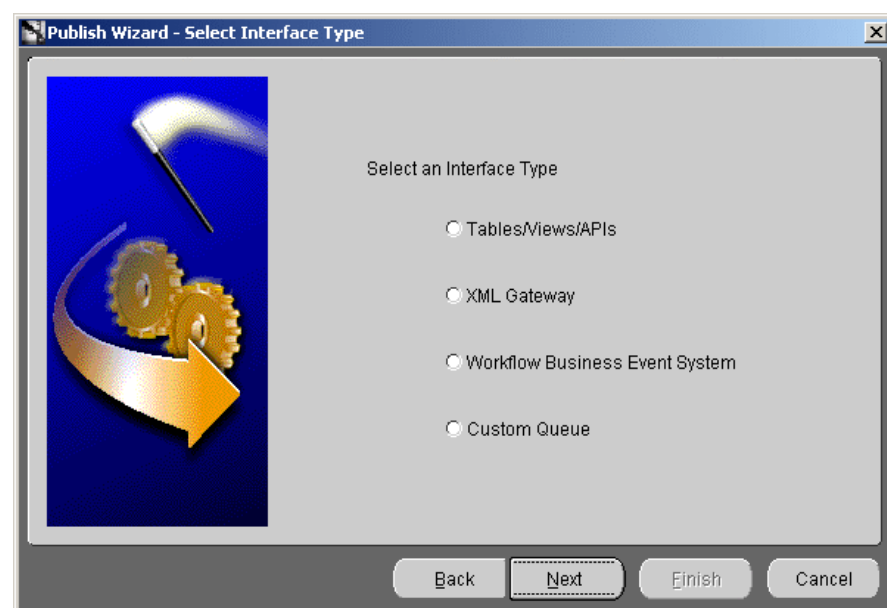 Publish Wizard - Select Interface Type
Select an Interface Type
Tables/Views/APIs
XML Gateway
Workflow Business Event System
Custom Queue
Back
Next
Finish
Cancel